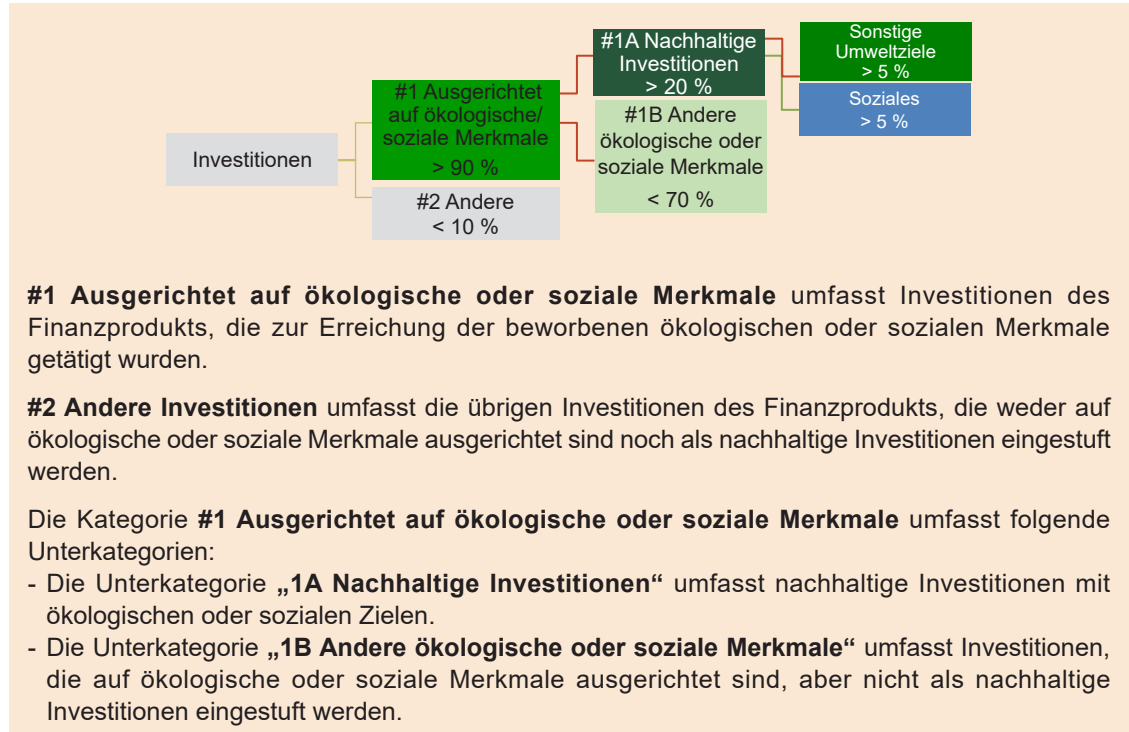 Investitionen
#1 Ausgerichtet
auf ökologische/
soziale Merkmale
> 90 %
#2 Andere
< 10 %
#1A Nachhaltige
Investitionen
> 20 %
#1B Andere
ökologische oder
soziale Merkmale
< 70 %
Sonstige
Umweltziele
> 5 %
Soziales
> 5 %
#1 Ausgerichtet auf ökologische oder soziale Merkmale umfasst Investitionen des
Finanzprodukts, die zur Erreichung der beworbenen ökologischen oder sozialen Merkmale
getätigt wurden.
#2 Andere Investitionen umfasst die übrigen Investitionen des Finanzprodukts, die weder auf
ökologische oder soziale Merkmale ausgerichtet sind noch als nachhaltige Investitionen eingestuft
werden.
Die Kategorie #1 Ausgerichtet auf ökologische oder soziale Merkmale umfasst folgende
Unterkategorien:
- Die Unterkategorie „1A Nachhaltige Investitionen“ umfasst nachhaltige Investitionen mit
ökologischen oder sozialen Zielen.
- Die Unterkategorie „1B Andere ökologische oder soziale Merkmale“ umfasst Investitionen,
die auf ökologische oder soziale Merkmale ausgerichtet sind, aber nicht als nachhaltige
Investitionen eingestuft werden.